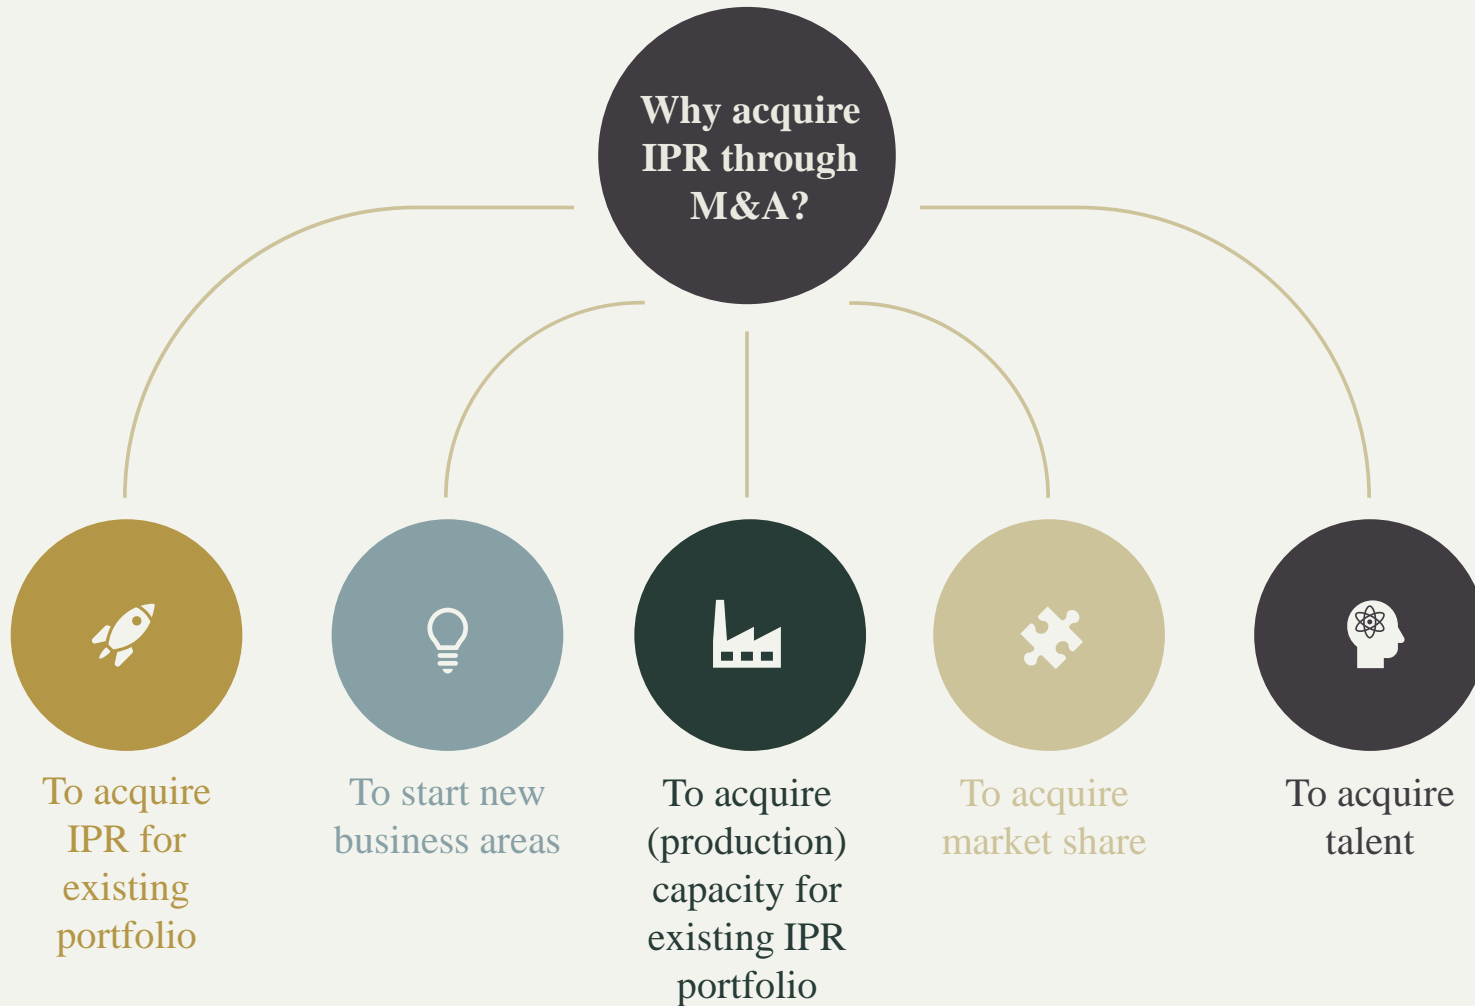 Why acquire
IPR through
M&A?
To acquire
IPR for
existing
portfolio
To start new
business areas
To acquire
(production)
capacity for
existing IPR
portfolio
To acquire
market share
To acquire
talent